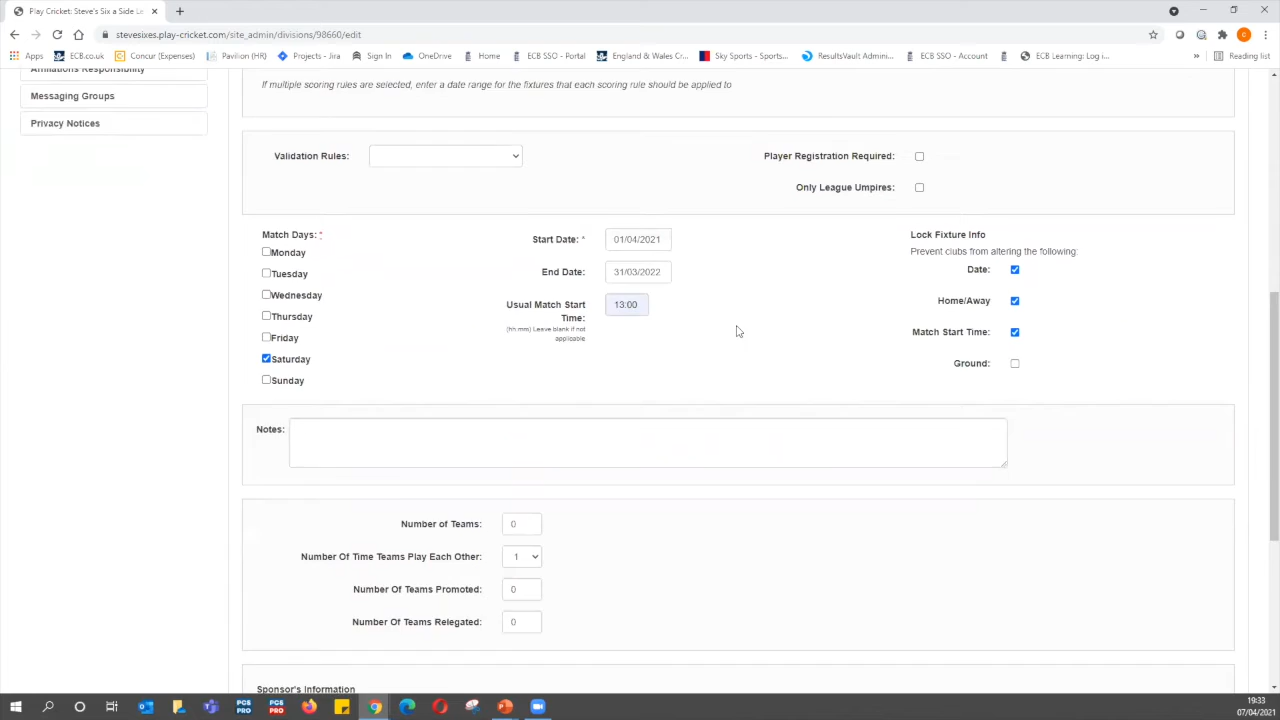 Play Cricket: Steve's Six a Side Le
stevesixes.play-cricket.com/site_admin/divisions/98660/edit
Apps ECB.co.uk Concur (Expenses) Pavilion (HR) Projects - Jira Sign In OneDrive Home ECB SSO - Portal England & Wales Cr... Sky Sports - Sports... ResultsVault Admini... ECB SSO - Account ECB Learning: Log i... » Reading list
Affiliations Responsibility
Messaging Groups
Privacy Notices
If multiple scoring rules are selected, enter a date range for the fixtures that each scoring rule should be applied to
Validation Rules:
Player Registration Required:
Only League Umpires:
Match Days: *
Monday
Tuesday
Wednesday
Thursday
Friday
Saturday
Sunday
Start Date: * 01/04/2021
End Date: 31/03/2022
Usual Match Start 13:00
Time:
(hh:mm) Leave blank if not
applicable
Lock Fixture Info
Prevent clubs from altering the following:
Date:
Home/Away
Match Start Time:
Ground:
Notes:
Number of Teams: 0
Number Of Time Teams Play Each Other: 1
Number Of Teams Promoted: 0
Number Of Teams Relegated: 0
Sponsor's Information
PCS
PRO
PCS
PRO
19:33
07/04/2021